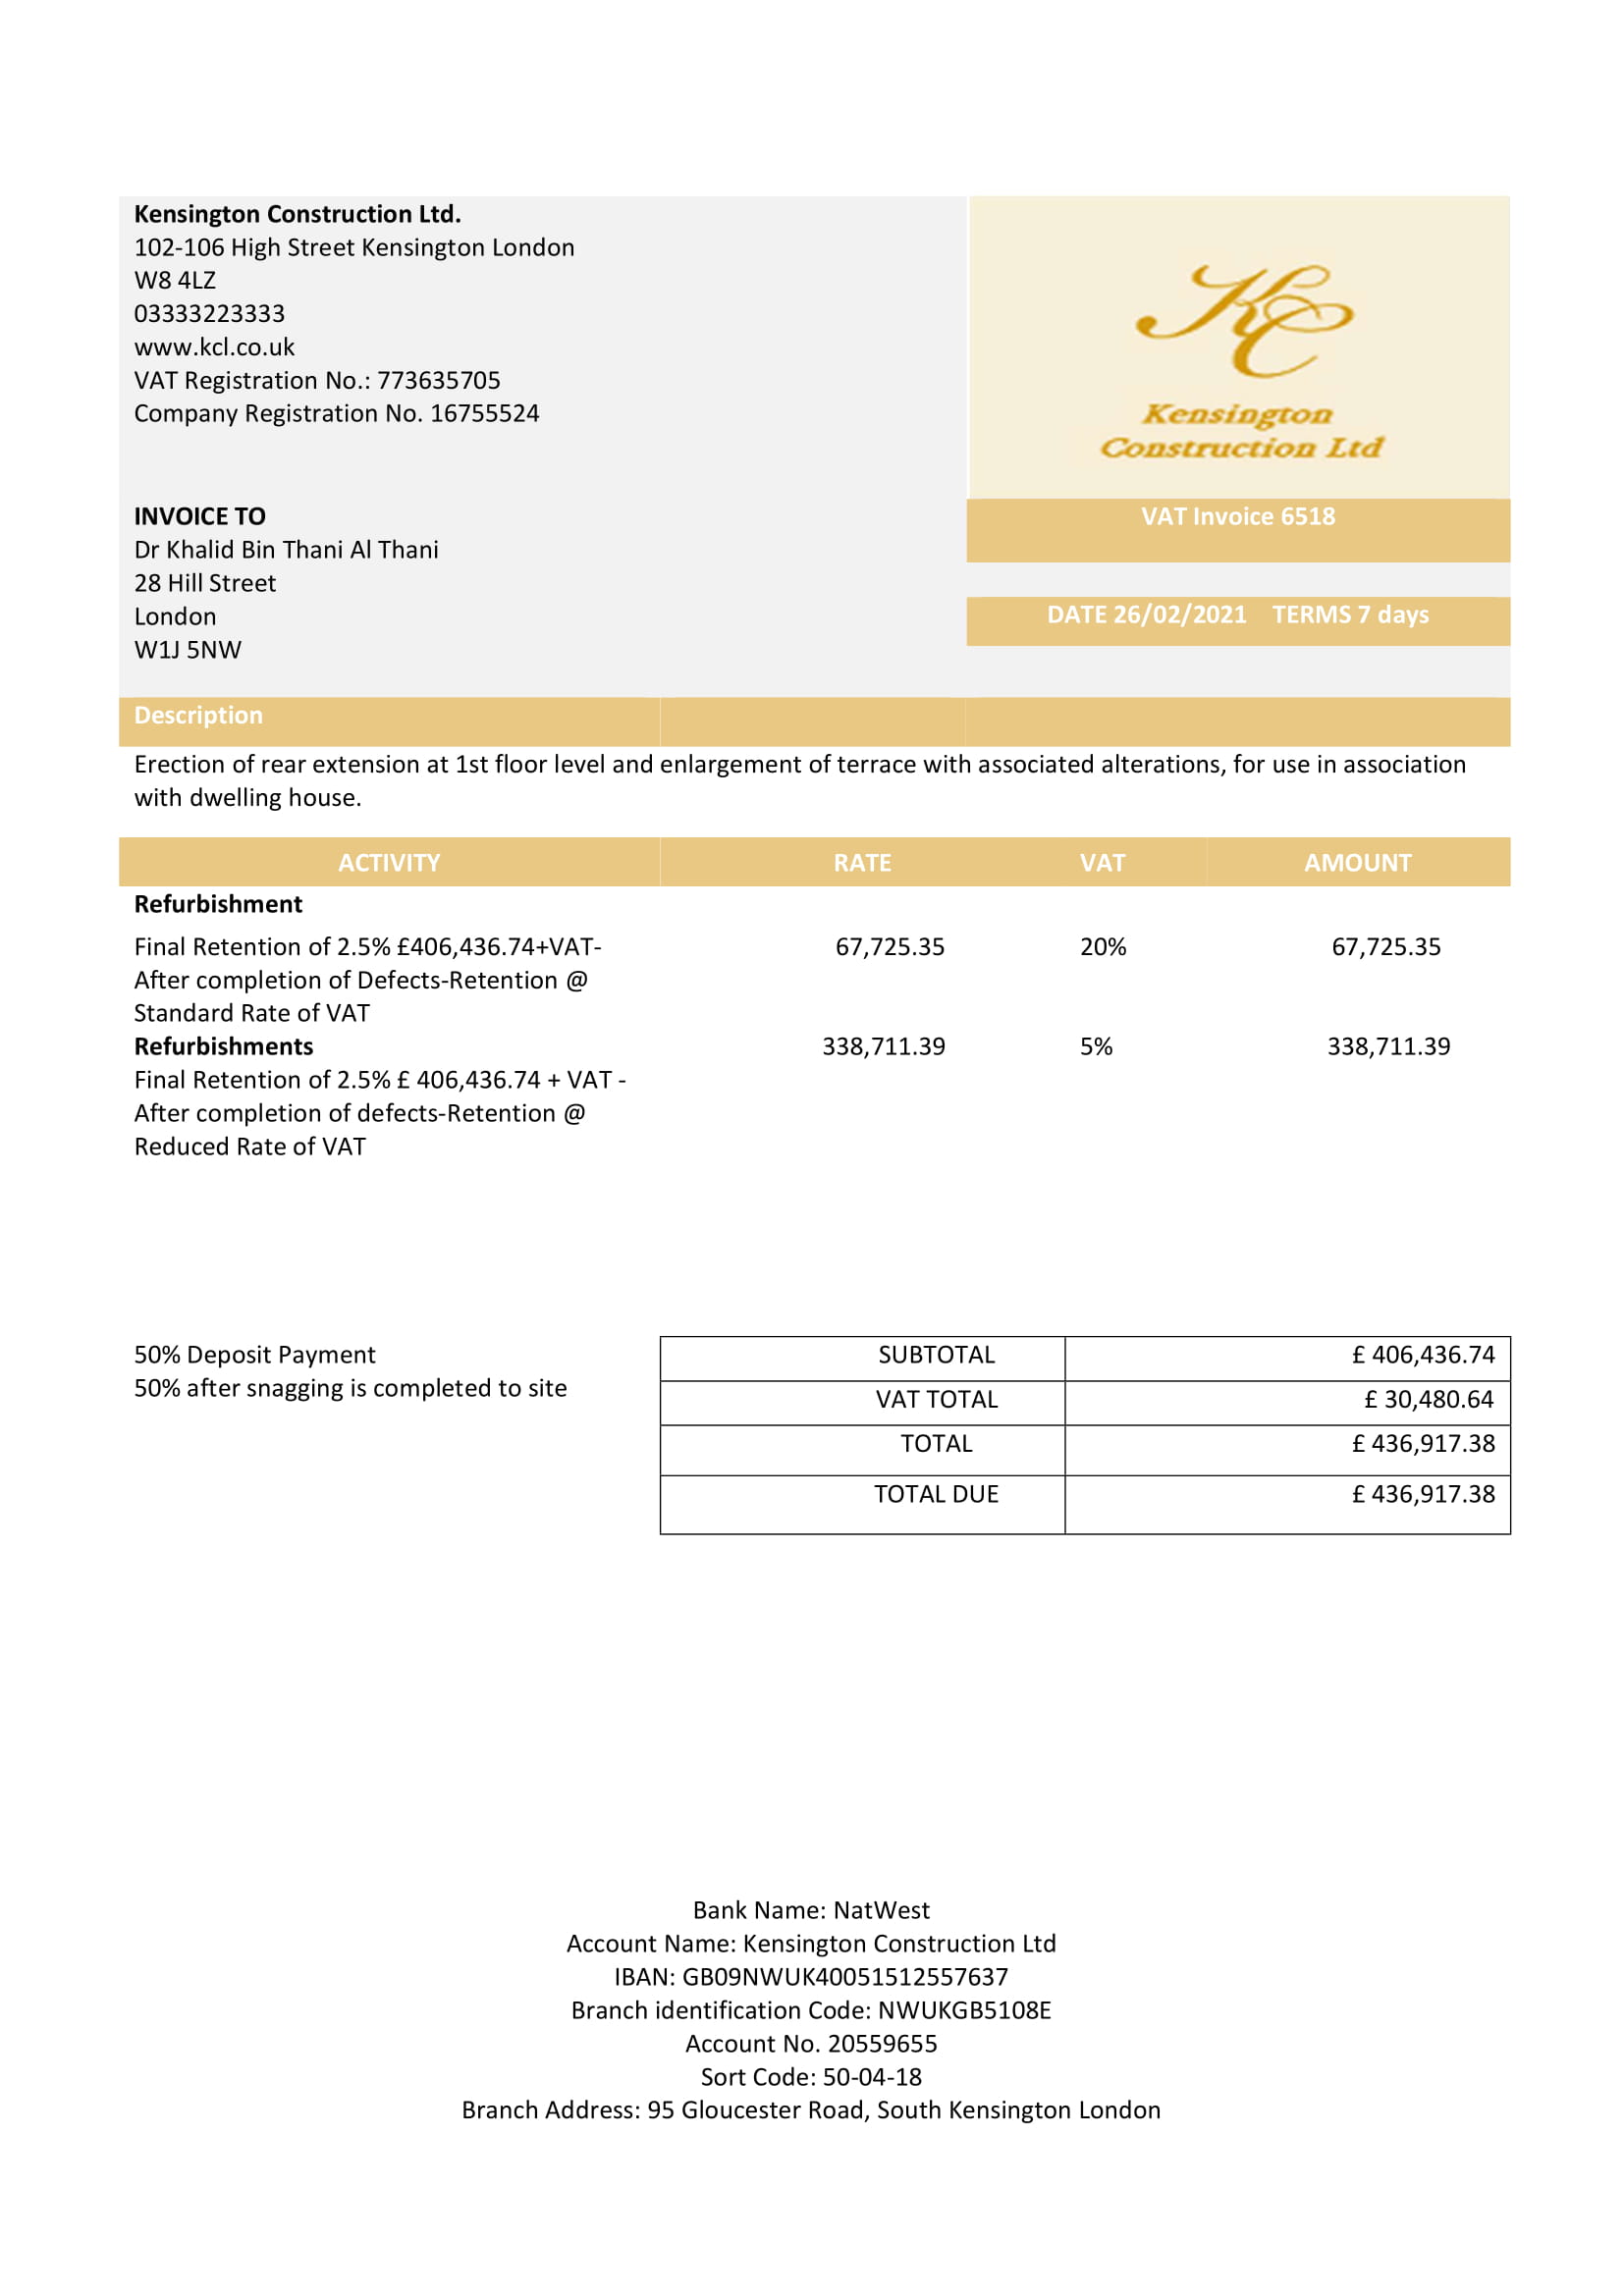 Kensington Construction Ltd.
102-106 High Street Kensington London
W8 4LZ
03333223333
www.kcl.co.uk
VAT Registration No.: 773635705
Company Registration No. 16755524
KC
Kensington
Construction Ltd
INVOICE TO
Dr Khalid Bin Thani Al Thani
28 Hill Street
London
W1J 5NW
VAT Invoice 6518
DATE 26/02/2021 TERMS 7 days
Description
Erection of rear extension at 1st floor level and enlargement of terrace with associated alterations, for use in association
with dwelling house.
ACTIVITY RATE VAT AMOUNT
Refurbishment
Final Retention of 2.5% £406,436.74+VAT- 67,725.35 20% 67,725.35
After completion of Defects-Retention @
Standard Rate of VAT
Refurbishments 338,711.39 5% 338,711.39
Final Retention of 2.5% £ 406,436.74 + VAT -
After completion of defects-Retention @
Reduced Rate of VAT
50% Deposit Payment
50% after snagging is completed to site
SUBTOTAL £ 406,436.74
VAT TOTAL £ 30,480.64
TOTAL £ 436,917.38
TOTAL DUE £ 436,917.38
Bank Name: NatWest
Account Name: Kensington Construction Ltd
IBAN: GB09NWUK40051512557637
Branch identification Code: NWUKGB5108E
Account No. 20559655
Sort Code: 50-04-18
Branch Address: 95 Gloucester Road, South Kensington London